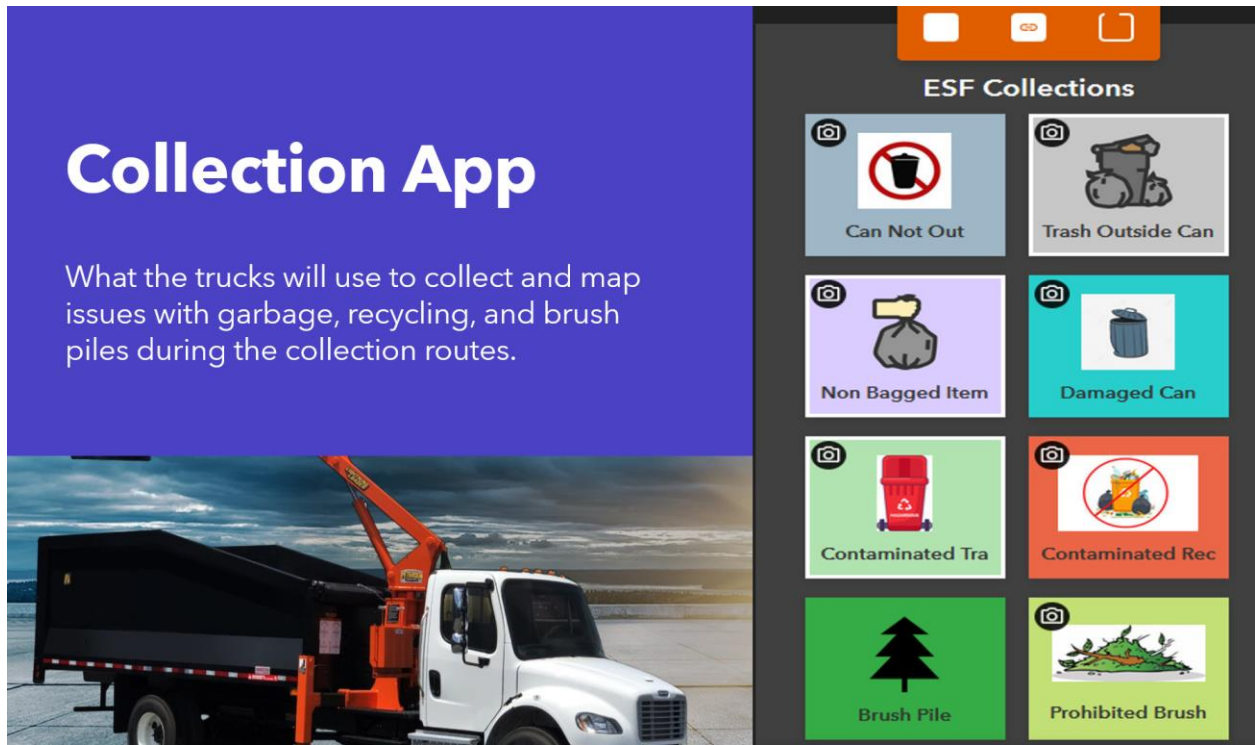 Collection App
What the trucks will use to collect and map
issues with garbage, recycling, and brush
piles during the collection routes.
ESF Collections
Can Not Out
Trash Outside Can
Non Bagged Item
Damaged Can
Contaminated Tra
Contaminated Rec
Brush Pile
Prohibited Brush